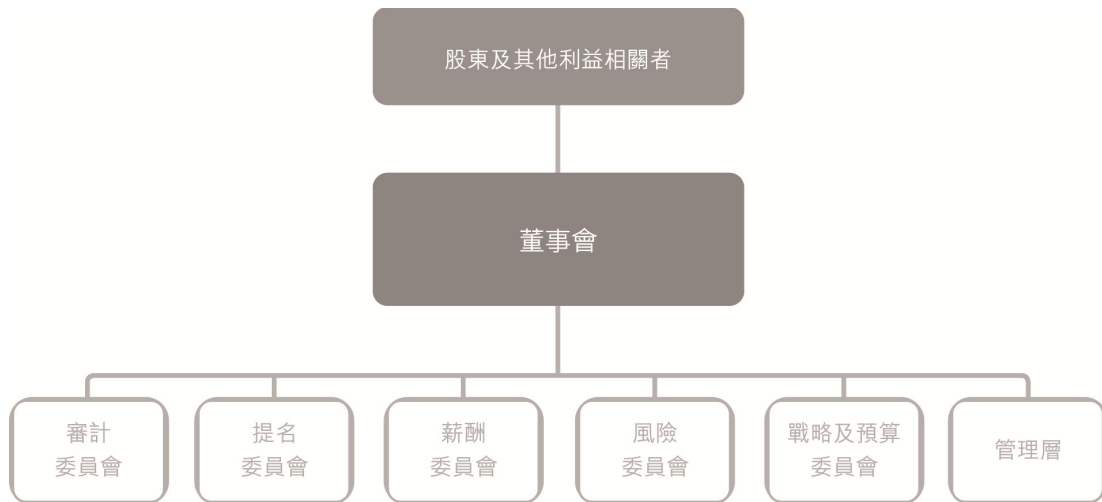 股東及其他利益相關者
董事會
審計
委員會
提名
委員會
薪酬
委員會
風險
委員會
戰略及預算
委員會
管理層